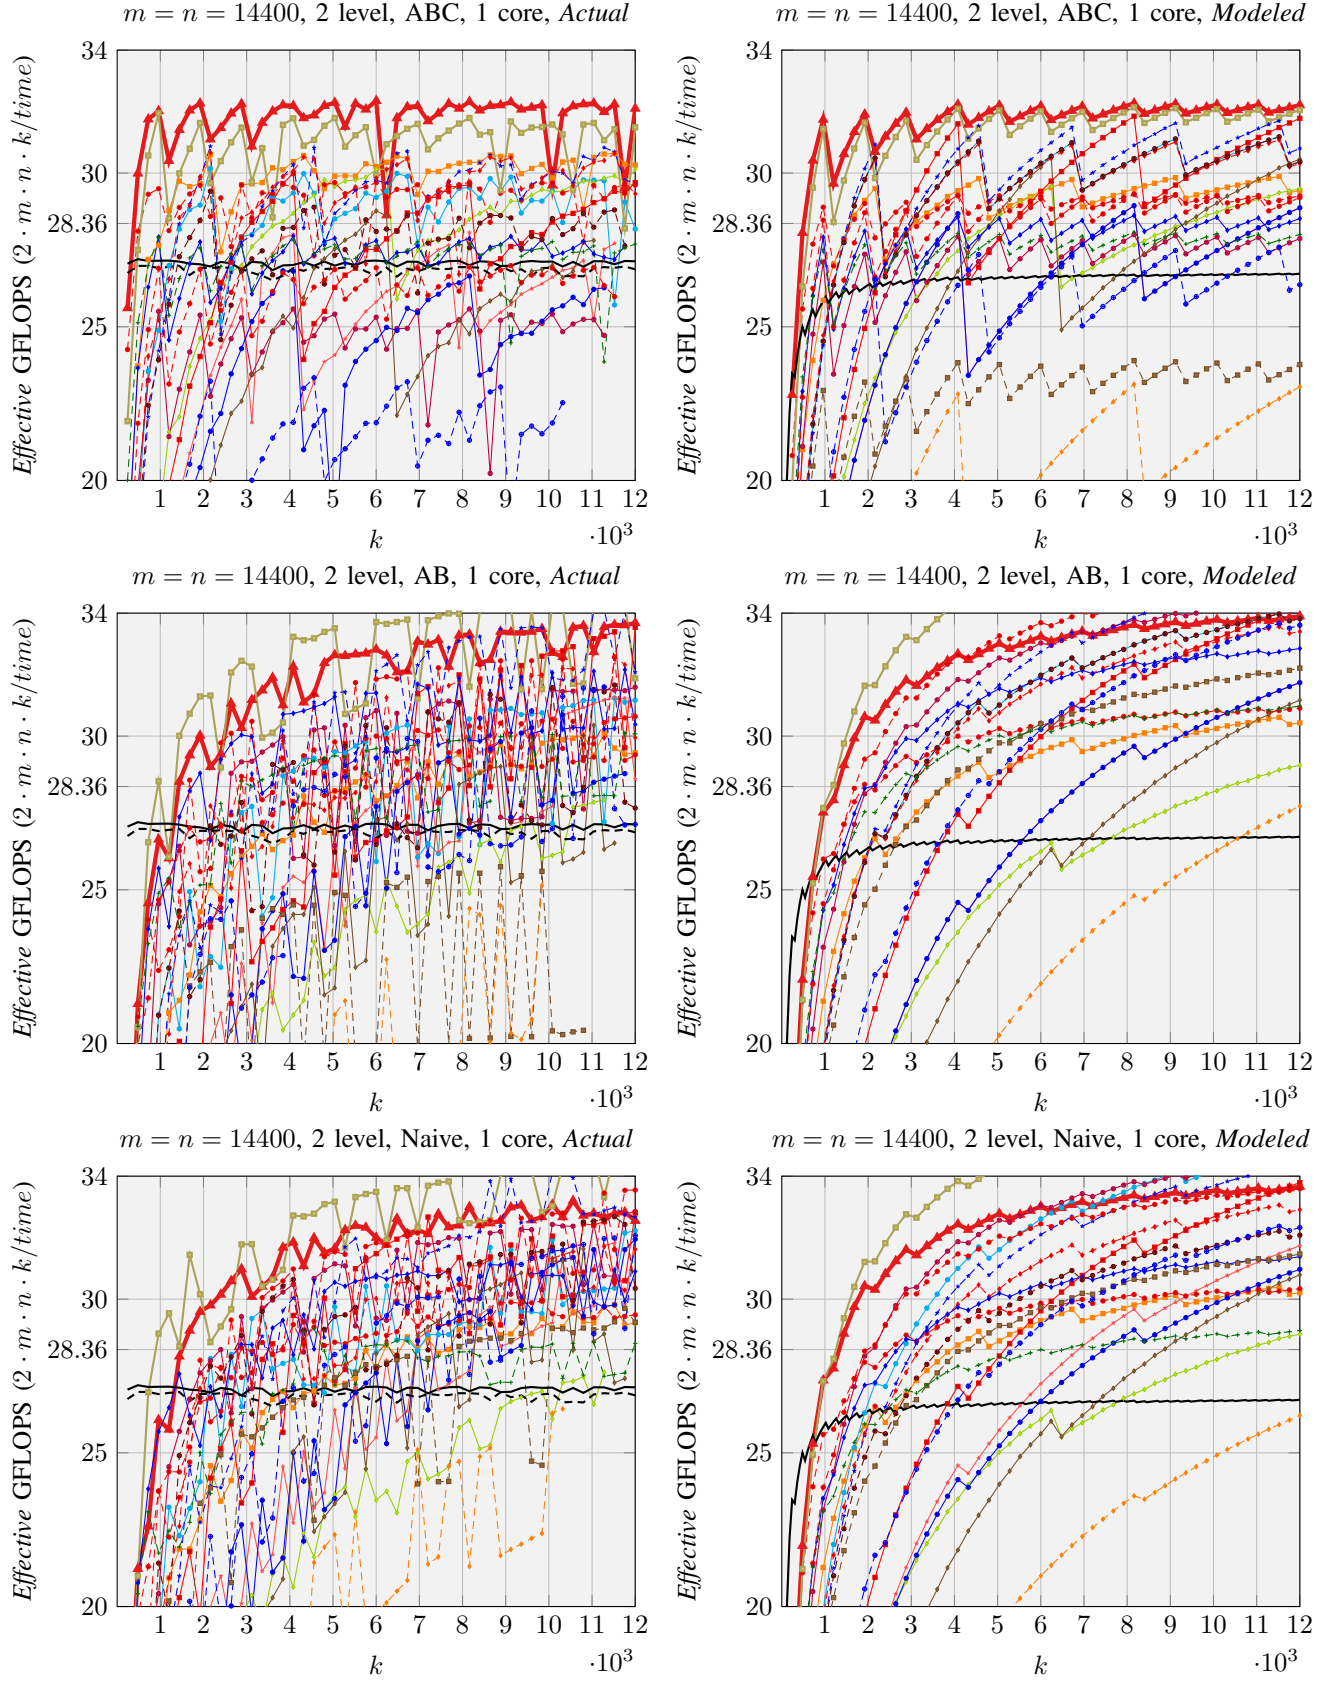 m = n = 14400, 2 level, ABC, 1 core, Actual
Effective GFLOPS (2 · m · n · k/time)
34
30
28.36
25
20
1 2 3 4 5 6 7 8 9 10 11 12
·10³
k
m = n = 14400, 2 level, ABC, 1 core, Modeled
Effective GFLOPS (2 · m · n · k/time)
34
30
28.36
25
20
1 2 3 4 5 6 7 8 9 10 11 12
·10³
k
m = n = 14400, 2 level, AB, 1 core, Actual
Effective GFLOPS (2 · m · n · k/time)
34
30
28.36
25
20
1 2 3 4 5 6 7 8 9 10 11 12
·10³
k
m = n = 14400, 2 level, AB, 1 core, Modeled
Effective GFLOPS (2 · m · n · k/time)
34
30
28.36
25
20
1 2 3 4 5 6 7 8 9 10 11 12
·10³
k
m = n = 14400, 2 level, Naive, 1 core, Actual
Effective GFLOPS (2 · m · n · k/time)
34
30
28.36
25
20
1 2 3 4 5 6 7 8 9 10 11 12
·10³
k
m = n = 14400, 2 level, Naive, 1 core, Modeled
Effective GFLOPS (2 · m · n · k/time)
34
30
28.36
25
20
1 2 3 4 5 6 7 8 9 10 11 12
·10³
k